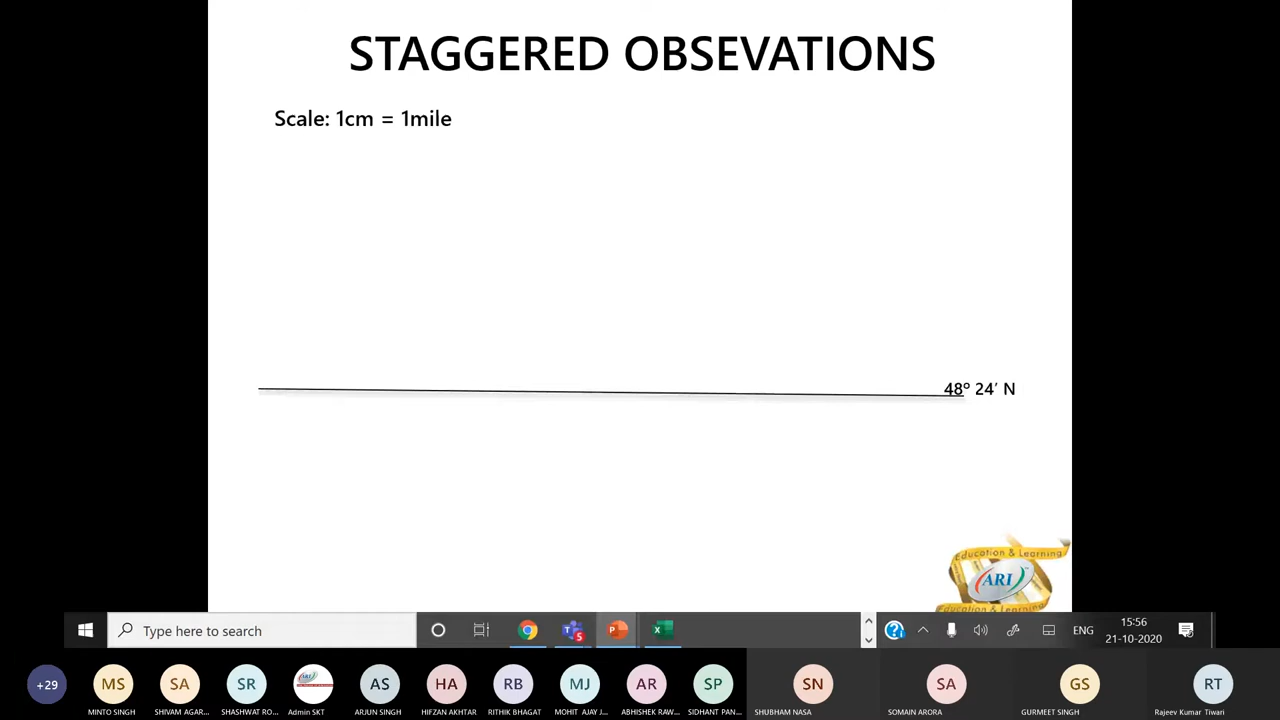 STAGGERED OBSEVATIONS
Scale: 1cm = 1mile
48° 24’ N
Education & Learning
ARI
Education & Learning
Type here to search
5
ENG
15:56
21-10-2020
+29
MS
SA
SR
AS
HA
RB
MJ
AR
SP
SN
SA
GS
RT
MINTO SINGH
SHIVAM AGAR...
SHASHWAT RO...
Admin SKT
ARJUN SINGH
HIFZAN AKHTAR
RITHIK BHAGAT
MOHIT AJAY J...
ABHISHEK RAW...
SIDHANT PAN...
SHUBHAM NASA
SOMAIN ARORA
GURMEET SINGH
Rajeev Kumar Tiwari